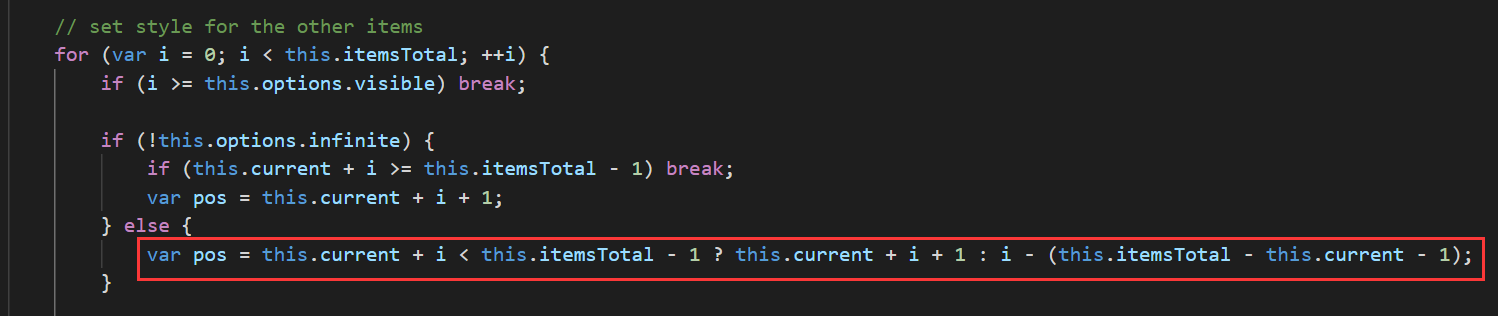 // set style for the other items
for (var i = 0; i < this.itemsTotal; ++i) {
if (i >= this.options.visible) break;
if (!this.options.infinite) {
if (this.current + i >= this.itemsTotal - 1) break;
var pos = this.current + i + 1;
} else {
var pos = this.current + i < this.itemsTotal - 1 ? this.current + i + 1 : i - (this.itemsTotal - this.current - 1);
}